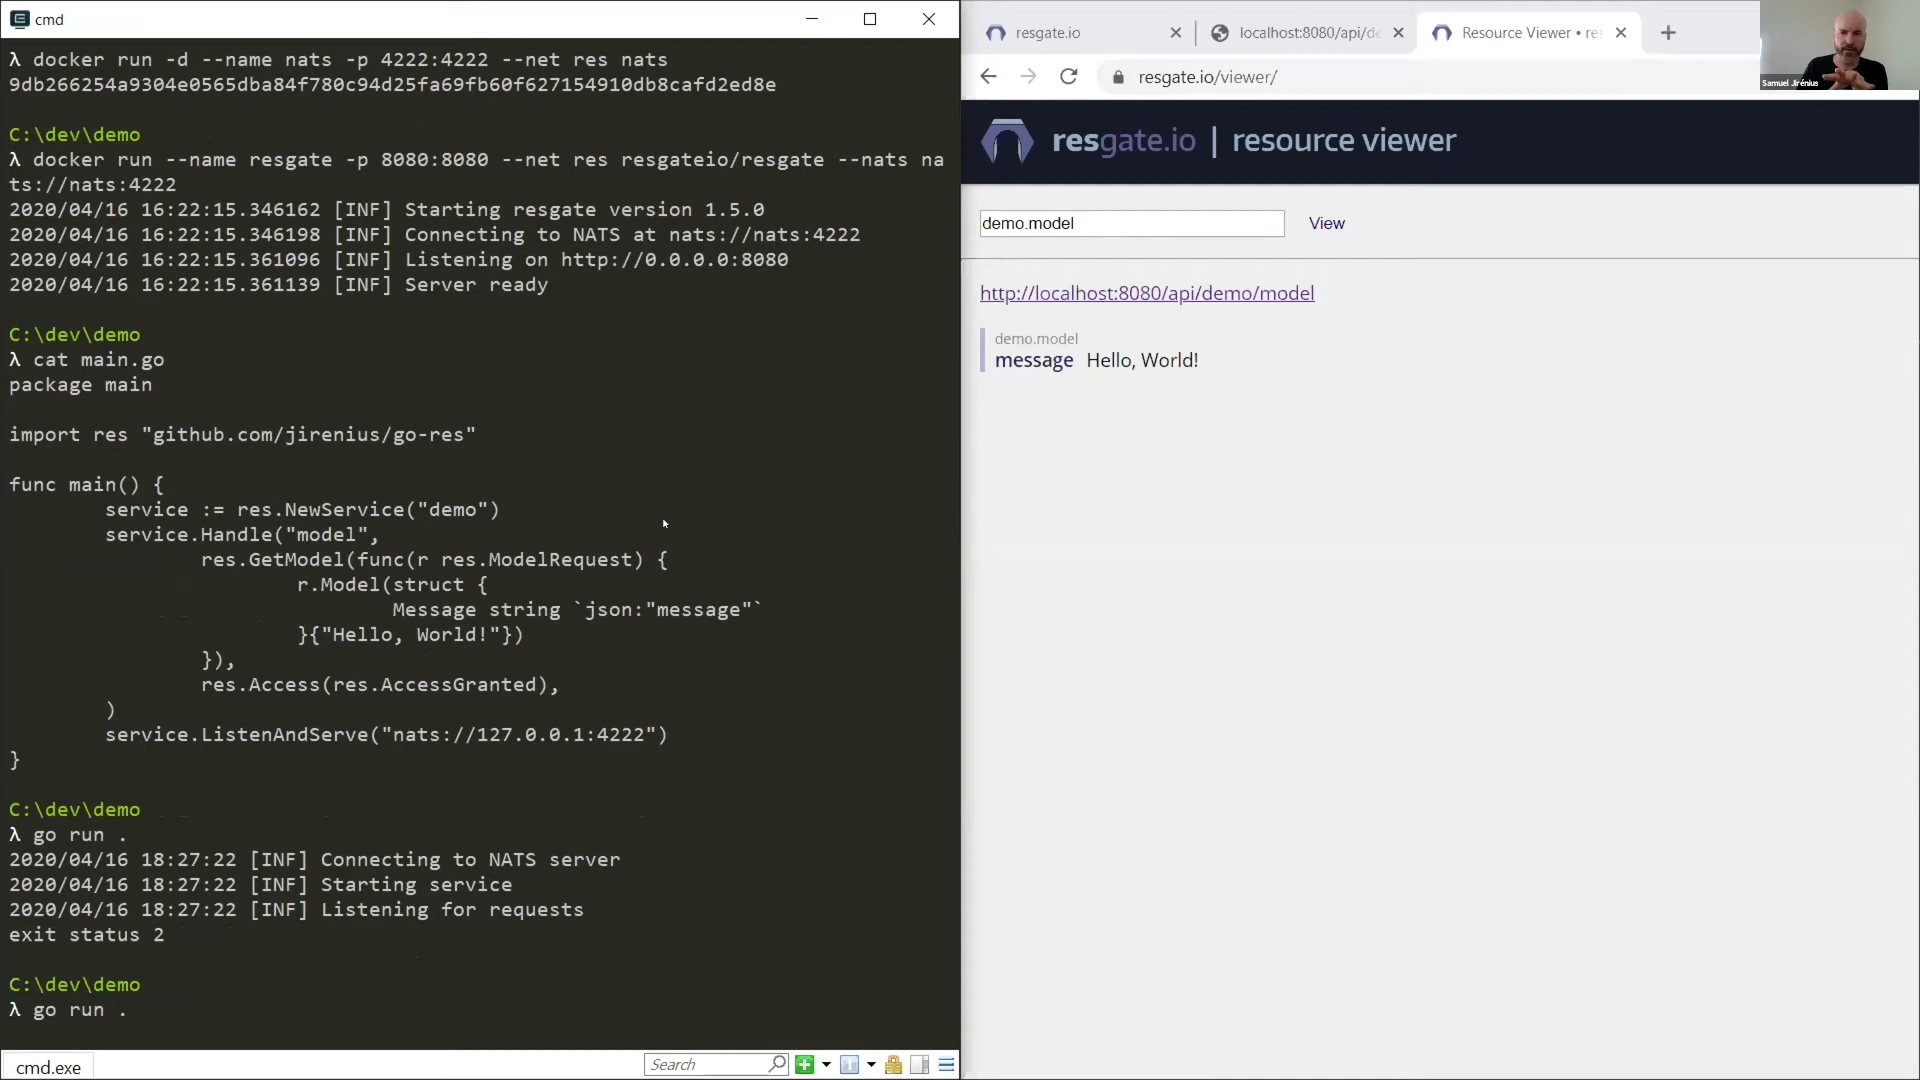 cmd
λ docker run -d --name nats -p 4222:4222 --net res nats
9db266254a9304e0565dba84f780c94d25fa69fb60f627154910db8cafd2ed8e
C:\dev\demo
λ docker run --name resgate -p 8080:8080 --net res resgateio/resgate --nats na
ts://nats:4222
2020/04/16 16:22:15.346162 [INF] Starting resgate version 1.5.0
2020/04/16 16:22:15.346198 [INF] Connecting to NATS at nats://nats:4222
2020/04/16 16:22:15.361096 [INF] Listening on http://0.0.0.0:8080
2020/04/16 16:22:15.361139 [INF] Server ready
C:\dev\demo
λ cat main.go
package main
import res "github.com/jirenius/go-res"
func main() {
service := res.NewService("demo")
service.Handle("model",
res.GetModel(func(r res.ModelRequest) {
r.Model(struct {
Message string `json:"message"`
}{"Hello, World!"})
}),
res.Access(res.AccessGranted),
)
service.ListenAndServe("nats://127.0.0.1:4222")
}
C:\dev\demo
λ go run .
2020/04/16 18:27:22 [INF] Connecting to NATS server
2020/04/16 18:27:22 [INF] Starting service
2020/04/16 18:27:22 [INF] Listening for requests
exit status 2
C:\dev\demo
λ go run .
cmd.exe
Search
resgate.io
localhost:8080/api/de
Resource Viewer • res
resgate.io/viewer/
Samuel Jirénius
resgate.io | resource viewer
demo.model View
http://localhost:8080/api/demo/model
demo.model
message Hello, World!